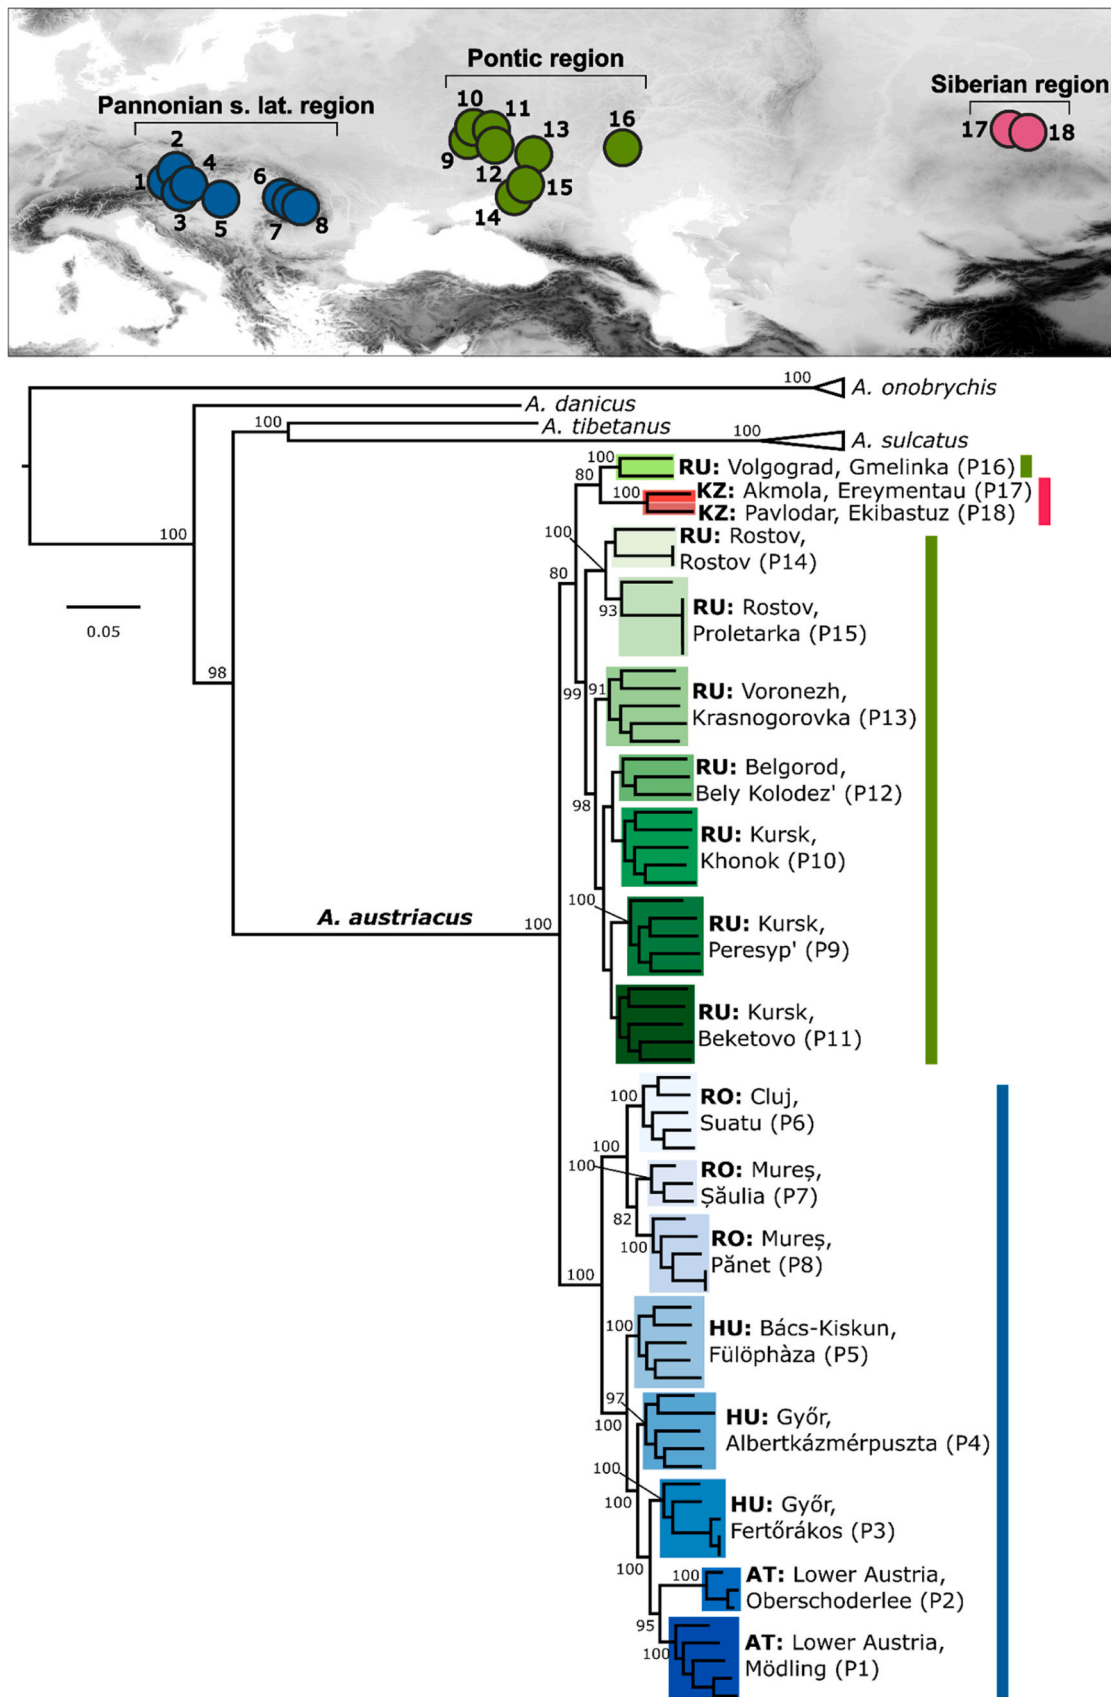 Pontic region
Siberian region
Pannonian s. lat. region
10
11
16
17
18
2
13
9
4
12
15
1
6
14
3
5
7
8
100
A. onobrychis
A. danicus
100
A. tibetanus
100
A. sulcatus
100
RU: Volgograd, Gmelinka (P16)
80
100
KZ: Akmola, Ereymentau (P17)
KZ: Pavlodar, Ekibastuz (P18)
100
100
RU: Rostov,
Rostov (P14)
80
93
RU: Rostov,
Proletarka (P15)
0.05
98
99
91
RU: Voronezh,
Krasnogorovka (P13)
RU: Belgorod,
Bely Kolodez' (P12)
98
RU: Kursk,
Khonok (P10)
100
RU: Kursk,
Peresyp' (P9)
A. austriacus
100
RU: Kursk,
Beketovo (P11)
100
RO: Cluj,
Suatu (P6)
100
100
RO: Mureș,
Șăulia (P7)
82
100
RO: Mureș,
Pănet (P8)
100
100
HU: Bács-Kiskun,
Fülöphàza (P5)
97
100
HU: Győr,
Albertkázmérpuszta (P4)
100
100
HU: Győr,
Fertőrákos (P3)
100
100
AT: Lower Austria,
Oberschoderlee (P2)
95
100
AT: Lower Austria,
Mödling (P1)